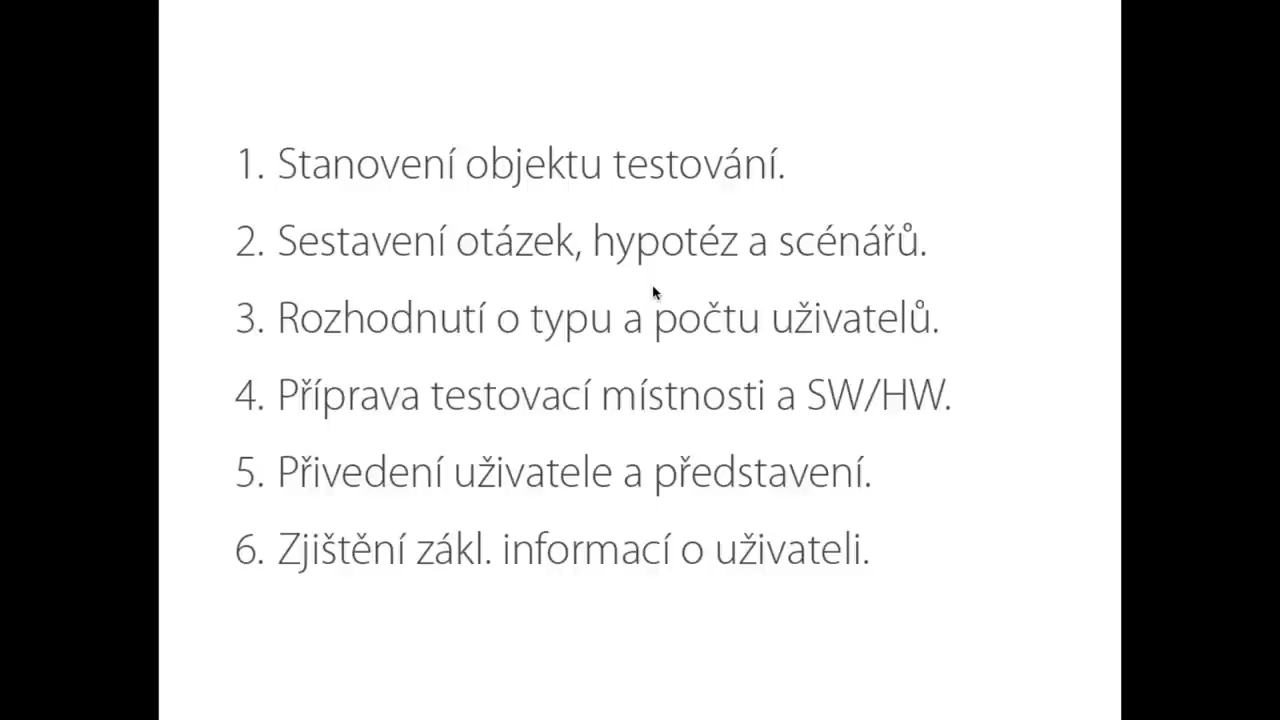 1. Stanovení objektu testování.
2. Sestavení otázek, hypotéz a scénářů.
3. Rozhodnutí o typu a počtu uživatelů.
4. Příprava testovací místnosti a SW/HW.
5. Přivedení uživatele a představení.
6. Zjištění zákl. informací o uživateli.